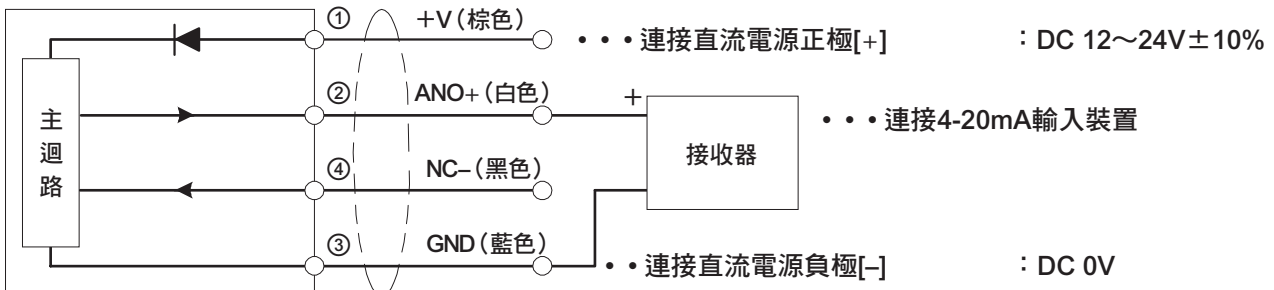 ① +V(棕色) ・・・連接直流電源正極[+] :DC 12～24V±10%
② ANO+(白色) + ・・・連接4-20mA輸入裝置
主迴路
接收器
④ NC–(黑色)
③ GND(藍色) ・・連接直流電源負極[–] :DC 0V